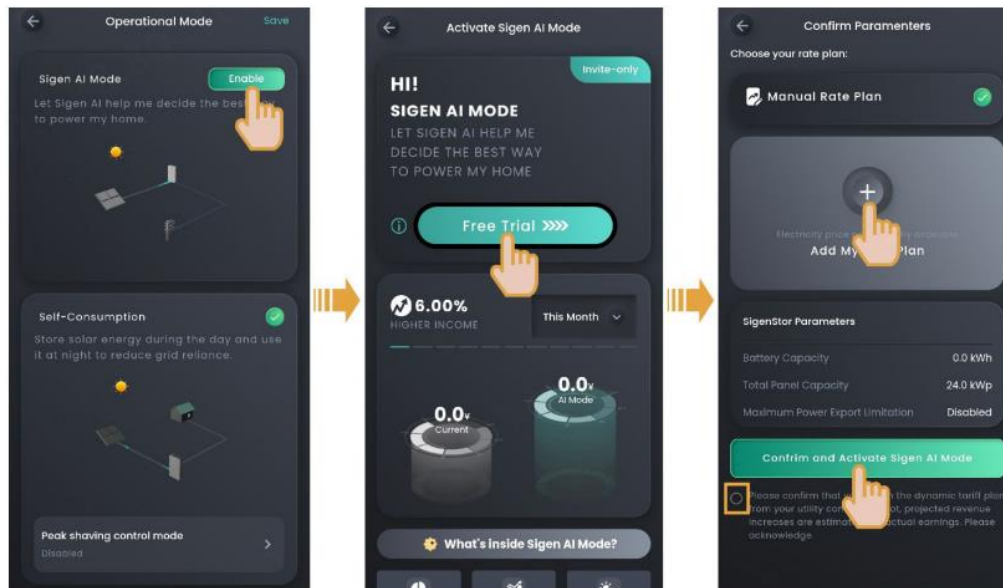 Operational Mode
Save
Sigen AI Mode
Enable
Let Sigen AI help me decide the best
to power my home.
Self-Consumption
Store solar energy during the day and use
it at night to reduce grid reliance.
Peak shaving control mode
Disabled
Activate Sigen AI Mode
Invite-only
HI!
SIGEN AI MODE
LET SIGEN AI HELP ME
DECIDE THE BEST WAY
TO POWER MY HOME
Free Trial »»
6.00%
HIGHER INCOME
This Month
0.0¥
Current
0.0¥
AI Mode
What's inside Sigen AI Mode?
Confirm Paramenters
Choose your rate plan:
Manual Rate Plan
Electricity price
Add My Plan
SigenStor Parameters
Battery Capacity
0.0 kWh
Total Panel Capacity
24.0 kWp
Maximum Power Export Limitation
Disabled
Confrim and Activate Sigen AI Mode
Please confirm that the dynamic tariff plan
from your utility projected revenue
increases are actual earnings. Please
acknowledge.